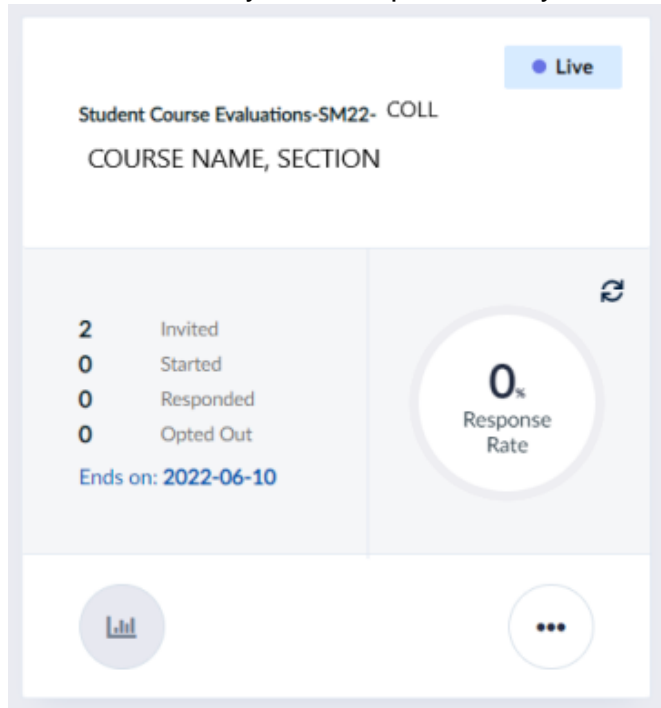 Live
Student Course Evaluations-SM22- COLL
COURSE NAME, SECTION
2 Invited
0 Started
0 Responded
0 Opted Out
Ends on: 2022-06-10
0%
Response
Rate